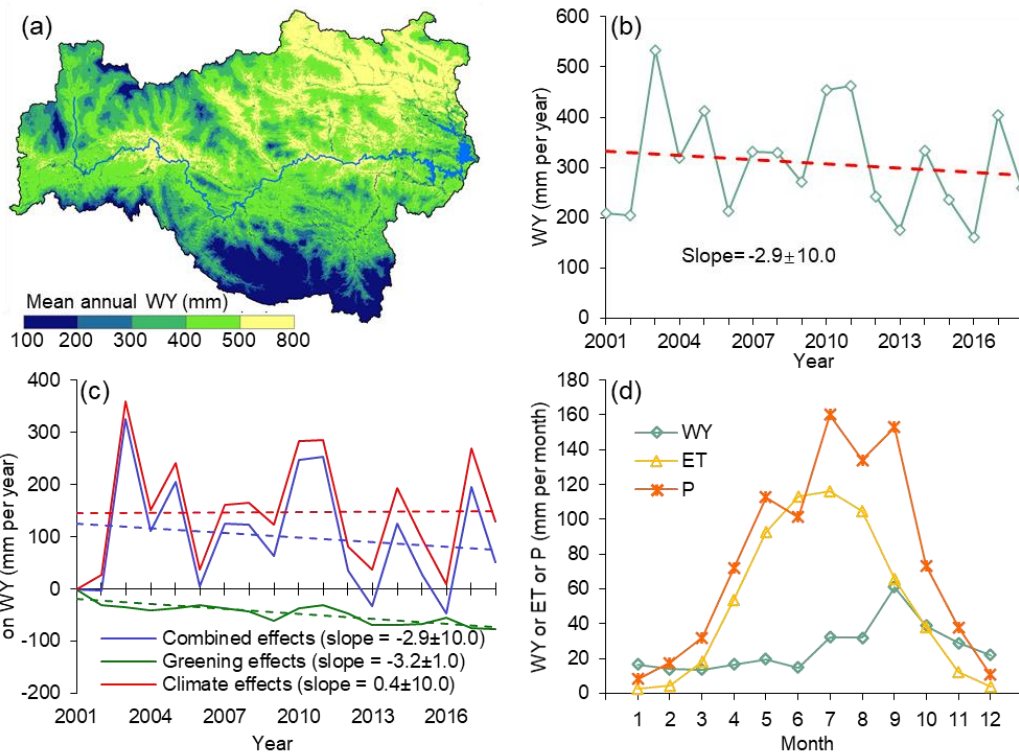 (a)
Mean annual WY (mm)
100 200 300 400 500 800
(b)
WY (mm per year)
600
500
400
300
200
100
0
Slope= -2.9±10.0
2001 2004 2007 2010 2013 2016
Year
(c)
on WY (mm per year)
400
300
200
100
0
-100
-200
Combined effects (slope = -2.9±10.0)
Greening effects (slope = -3.2±1.0)
Climate effects (slope = 0.4±10.0)
2001 2004 2007 2010 2013 2016
Year
(d)
WY or ET or P (mm per month)
180
160
140
120
100
80
60
40
20
0
WY
ET
P
1 2 3 4 5 6 7 8 9 10 11 12
Month